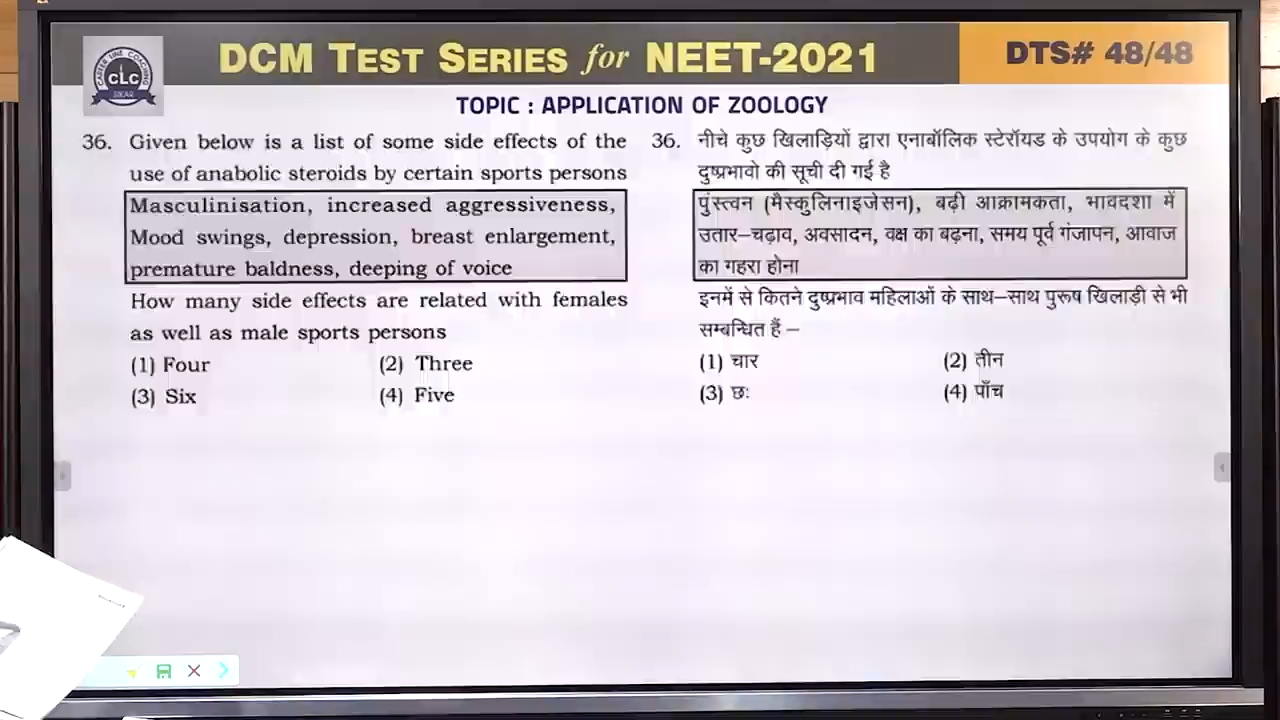 CAREER LINE COACHING
CLC
SIKAR
DCM TEST SERIES for NEET-2021
DTS# 48/48
TOPIC : APPLICATION OF ZOOLOGY
36. Given below is a list of some side effects of the
use of anabolic steroids by certain sports persons
Masculinisation, increased aggressiveness,
Mood swings, depression, breast enlargement,
premature baldness, deeping of voice
How many side effects are related with females
as well as male sports persons
(1) Four (2) Three
(3) Six (4) Five
36. नीचे कुछ खिलाड़ियों द्वारा एनाबॉलिक स्टेरॉयड के उपयोग के कुछ
दुष्प्रभावो की सूची दी गई है
पुंस्त्वन (मैस्कुलिनाइजेसन), बढ़ी आक्रामकता, भावदशा में
उतार–चढ़ाव, अवसादन, वक्ष का बढ़ना, समय पूर्व गंजापन, आवाज
का गहरा होना
इनमें से कितने दुष्प्रभाव महिलाओं के साथ–साथ पुरूष खिलाड़ी से भी
सम्बन्धित हैं –
(1) चार (2) तीन
(3) छः (4) पाँच